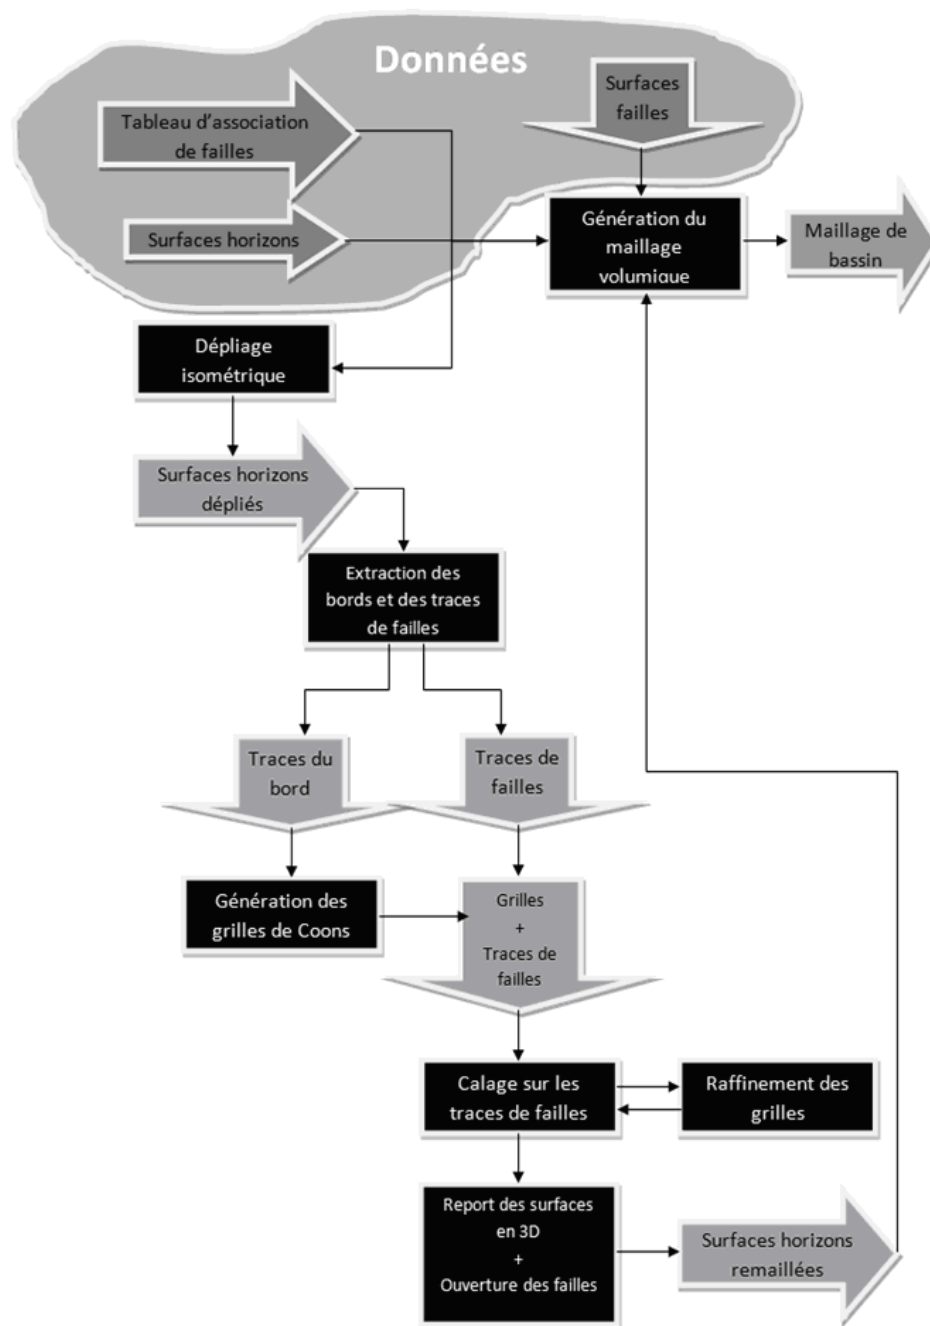 Données
Surfaces
failles
Tableau d'association
de failles
Surfaces horizons
Génération du
maillage
volumique
Maillage de
bassin
Dépliage
isométrique
Surfaces horizons
dépliés
Extraction des
bords et des traces
de failles
Traces du
bord
Traces de
failles
Génération des
grilles de Coons
Grilles
+
Traces de
failles
Calage sur les
traces de failles
Raffinement des
grilles
Report des surfaces
en 3D
+
Ouverture des failles
Surfaces horizons
remaillées